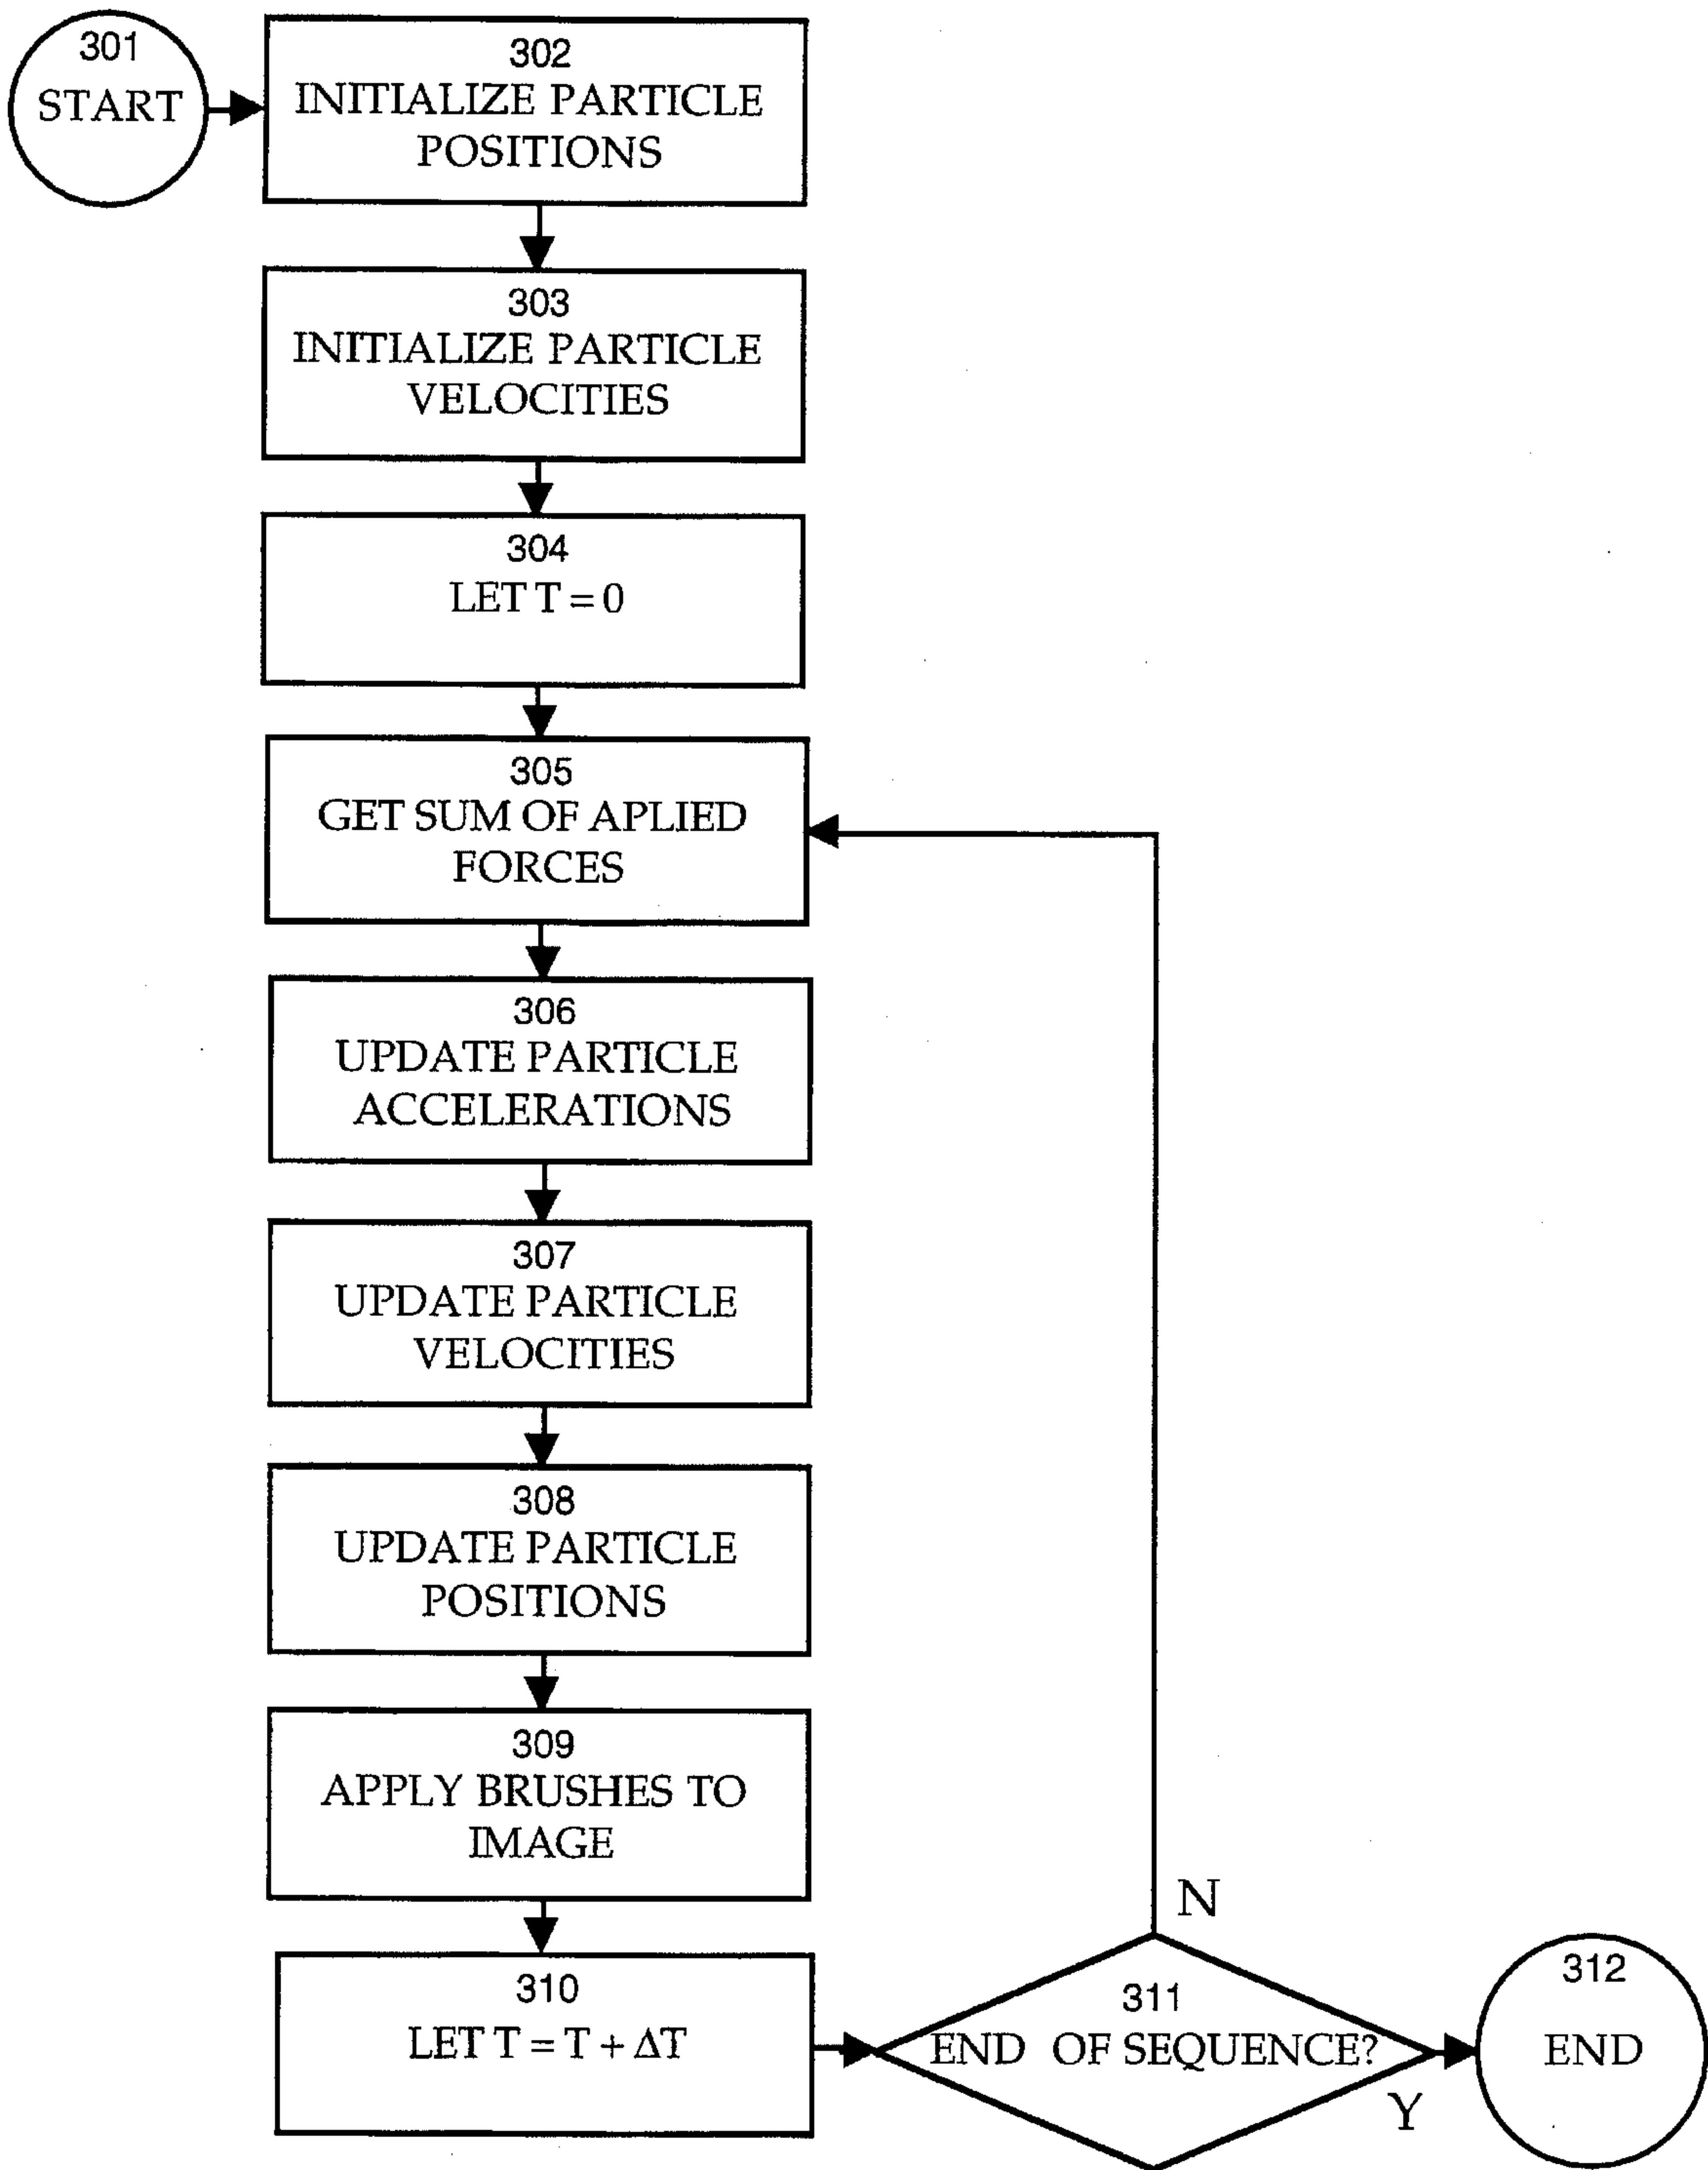 301
START
302
INITIALIZE PARTICLE
POSITIONS
303
INITIALIZE PARTICLE
VELOCITIES
304
LET T = 0
305
GET SUM OF APLIED
FORCES
306
UPDATE PARTICLE
ACCELERATIONS
307
UPDATE PARTICLE
VELOCITIES
308
UPDATE PARTICLE
POSITIONS
309
APPLY BRUSHES TO
IMAGE
310
LET T = T + ΔT
N
311
END OF SEQUENCE?
Y
312
END